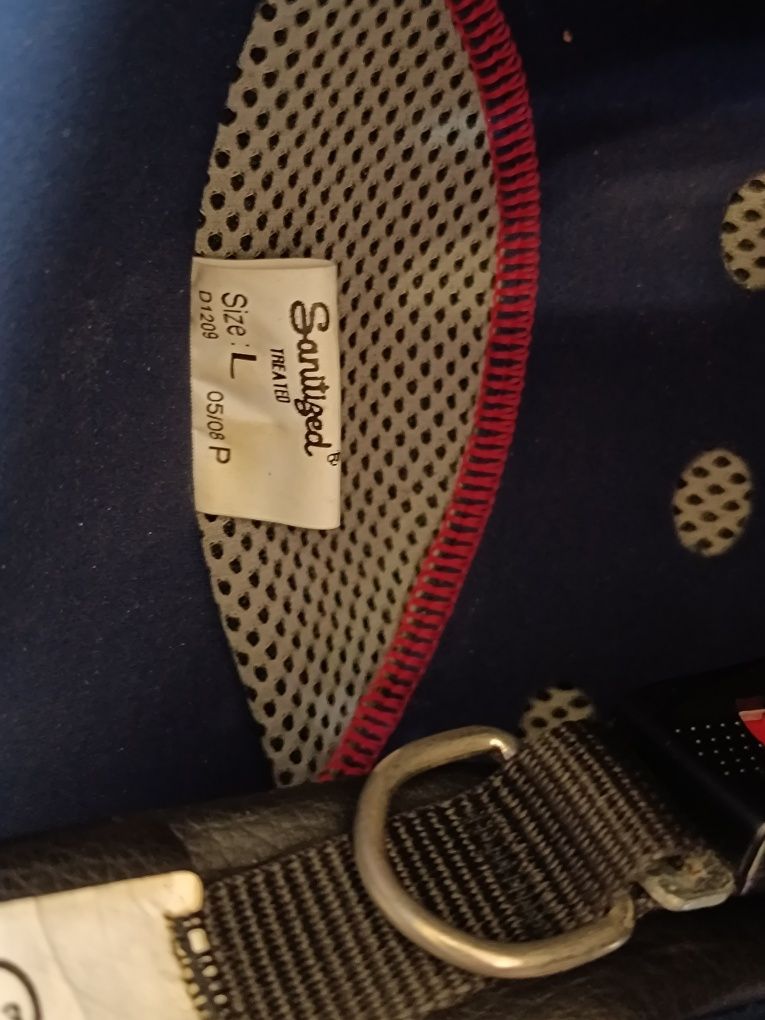 Sanitized®
TREATED
Size: L 05/08 P
D1209